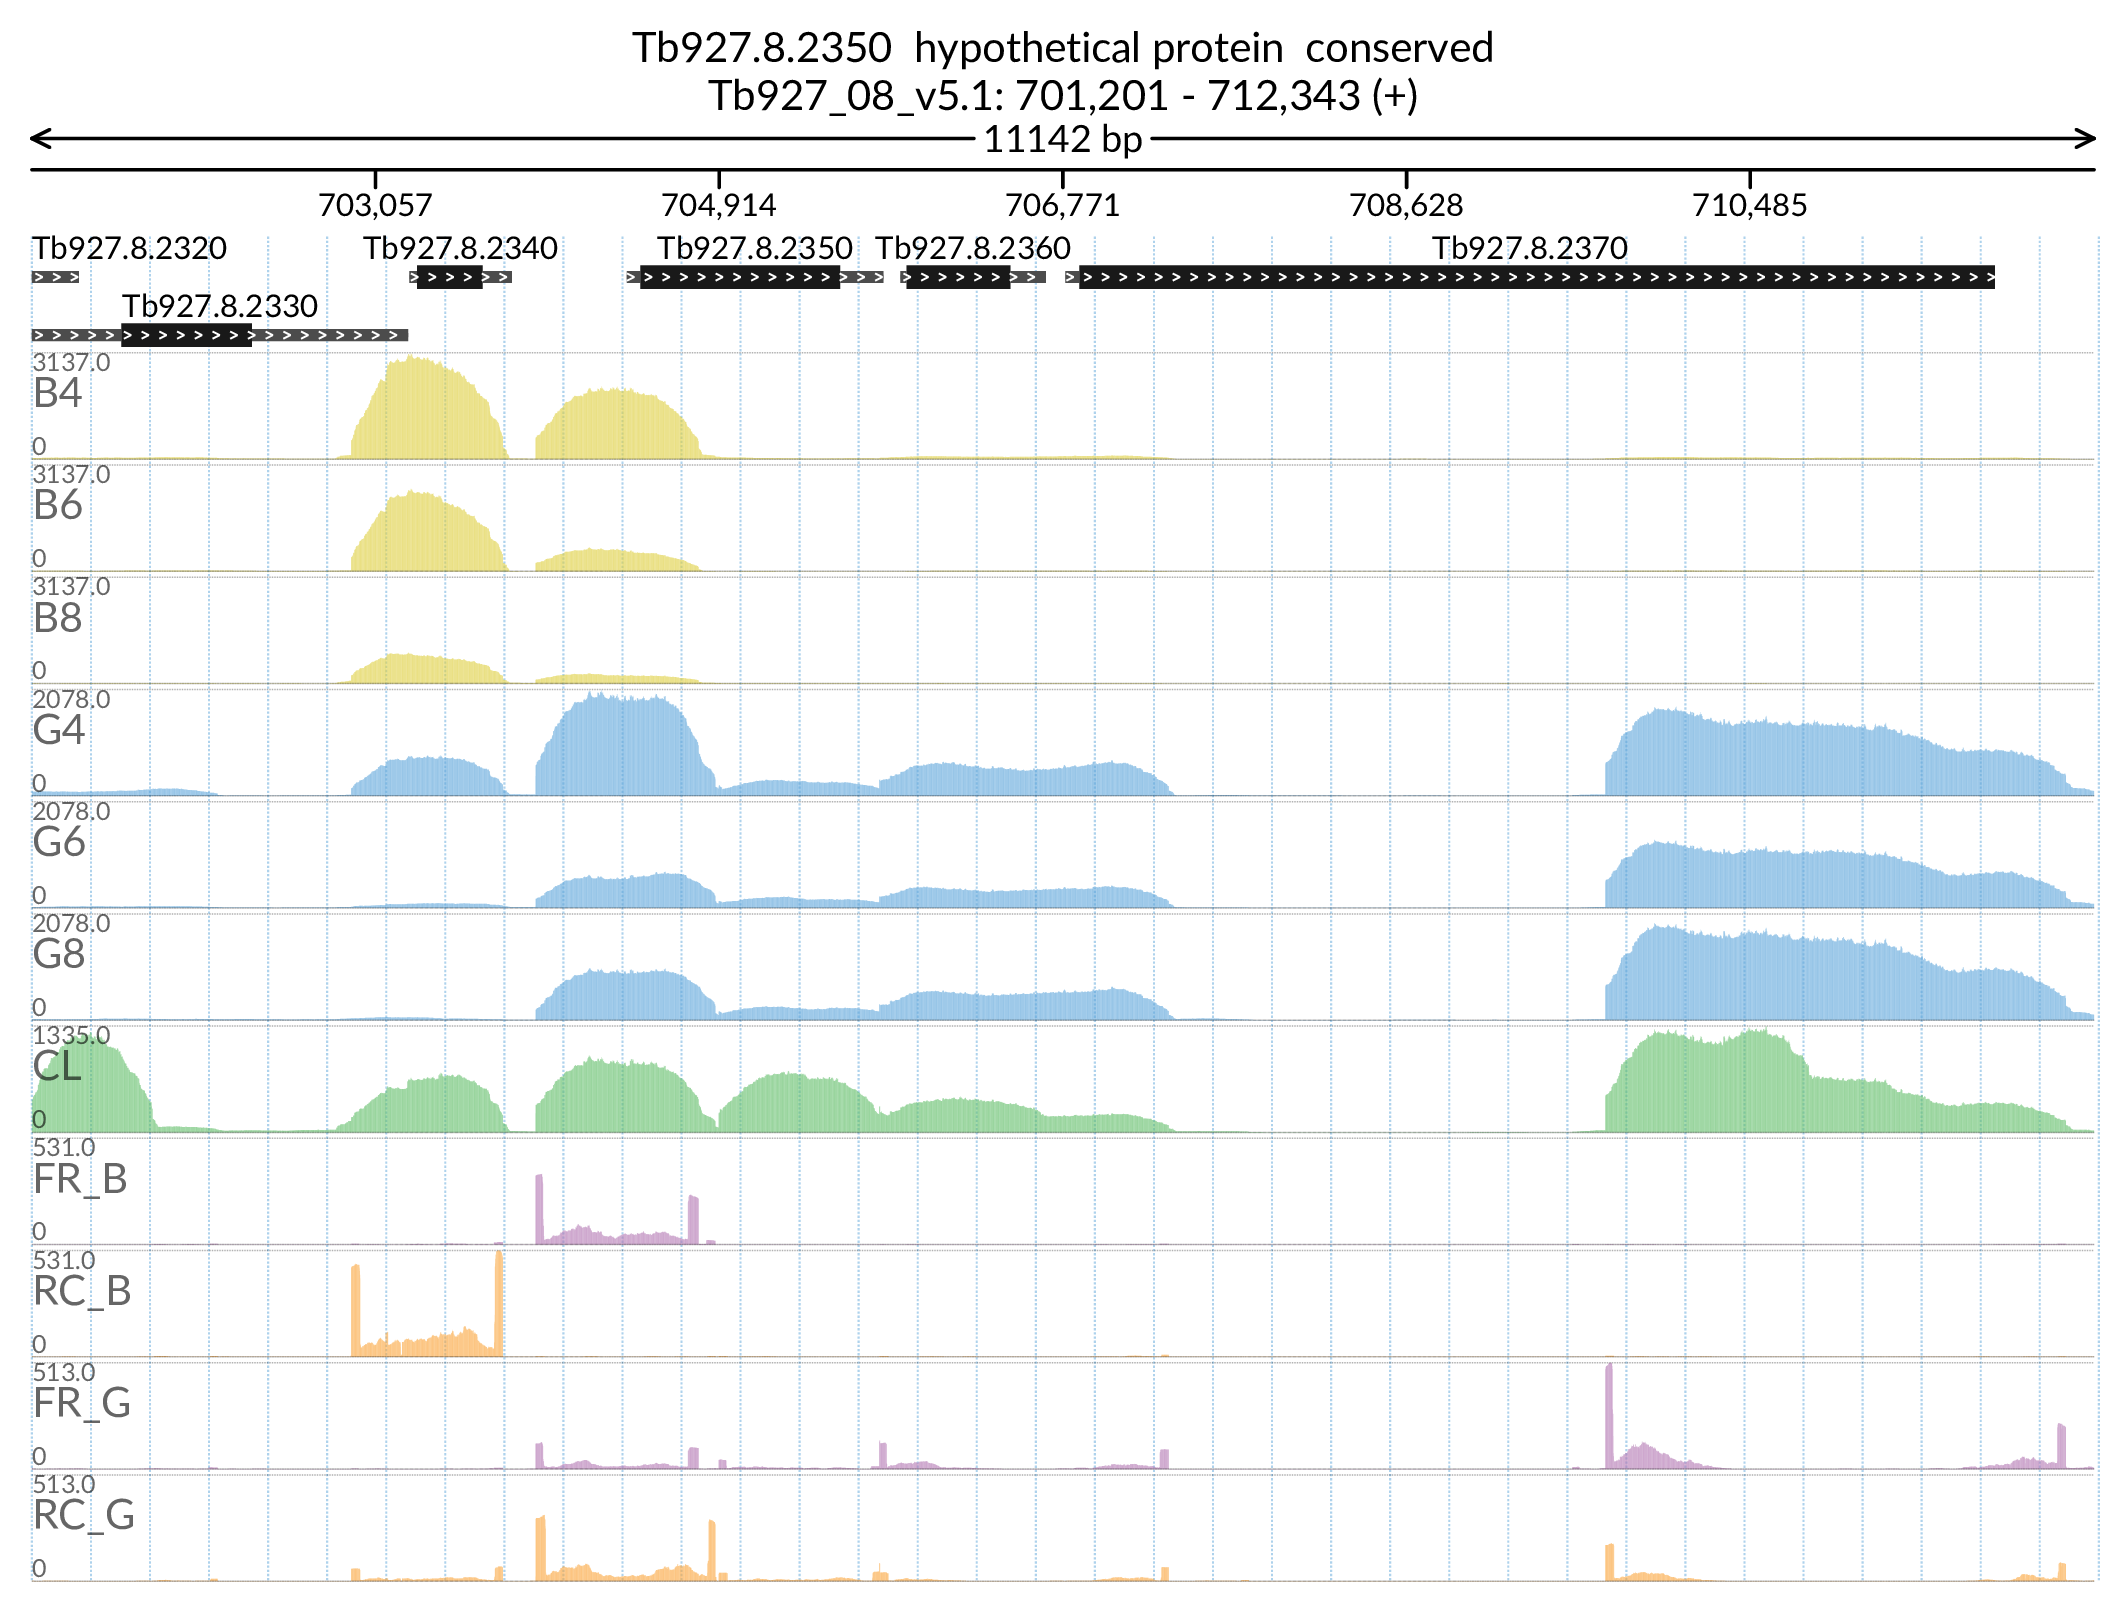 Tb927.8.2350  hypothetical protein  conserved
Tb927_08_v5.1: 701,201 - 712,343 (+)
11142 bp
703,057 704,914 706,771 708,628 710,485
Tb927.8.2320 Tb927.8.2340 Tb927.8.2350 Tb927.8.2360 Tb927.8.2370
Tb927.8.2330
3137.0
B4
0
3137.0
B6
0
3137.0
B8
0
2078.0
G4
0
2078.0
G6
0
2078.0
G8
0
1335.0
CL
0
531.0
FR_B
0
531.0
RC_B
0
513.0
FR_G
0
513.0
RC_G
0